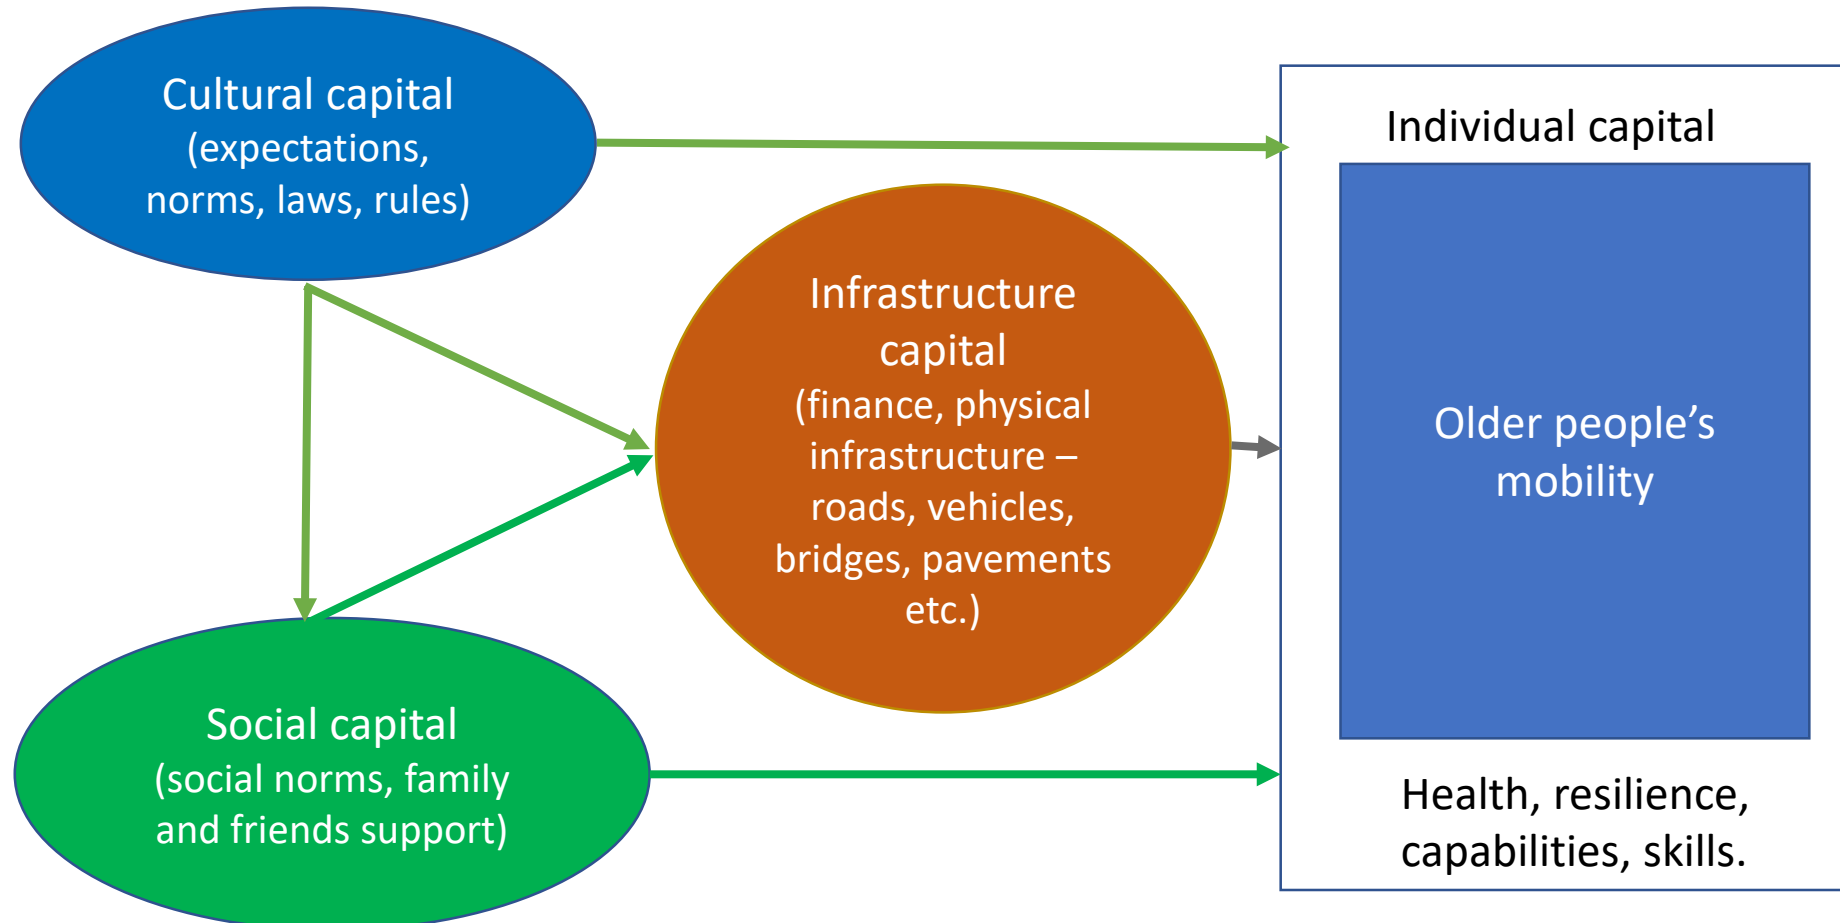 Cultural capital
(expectations,
norms, laws, rules)
Individual capital
Infrastructure
capital
(finance, physical
infrastructure –
roads, vehicles,
bridges, pavements
etc.)
Older people’s
mobility
Social capital
(social norms, family
and friends support)
Health, resilience,
capabilities, skills.